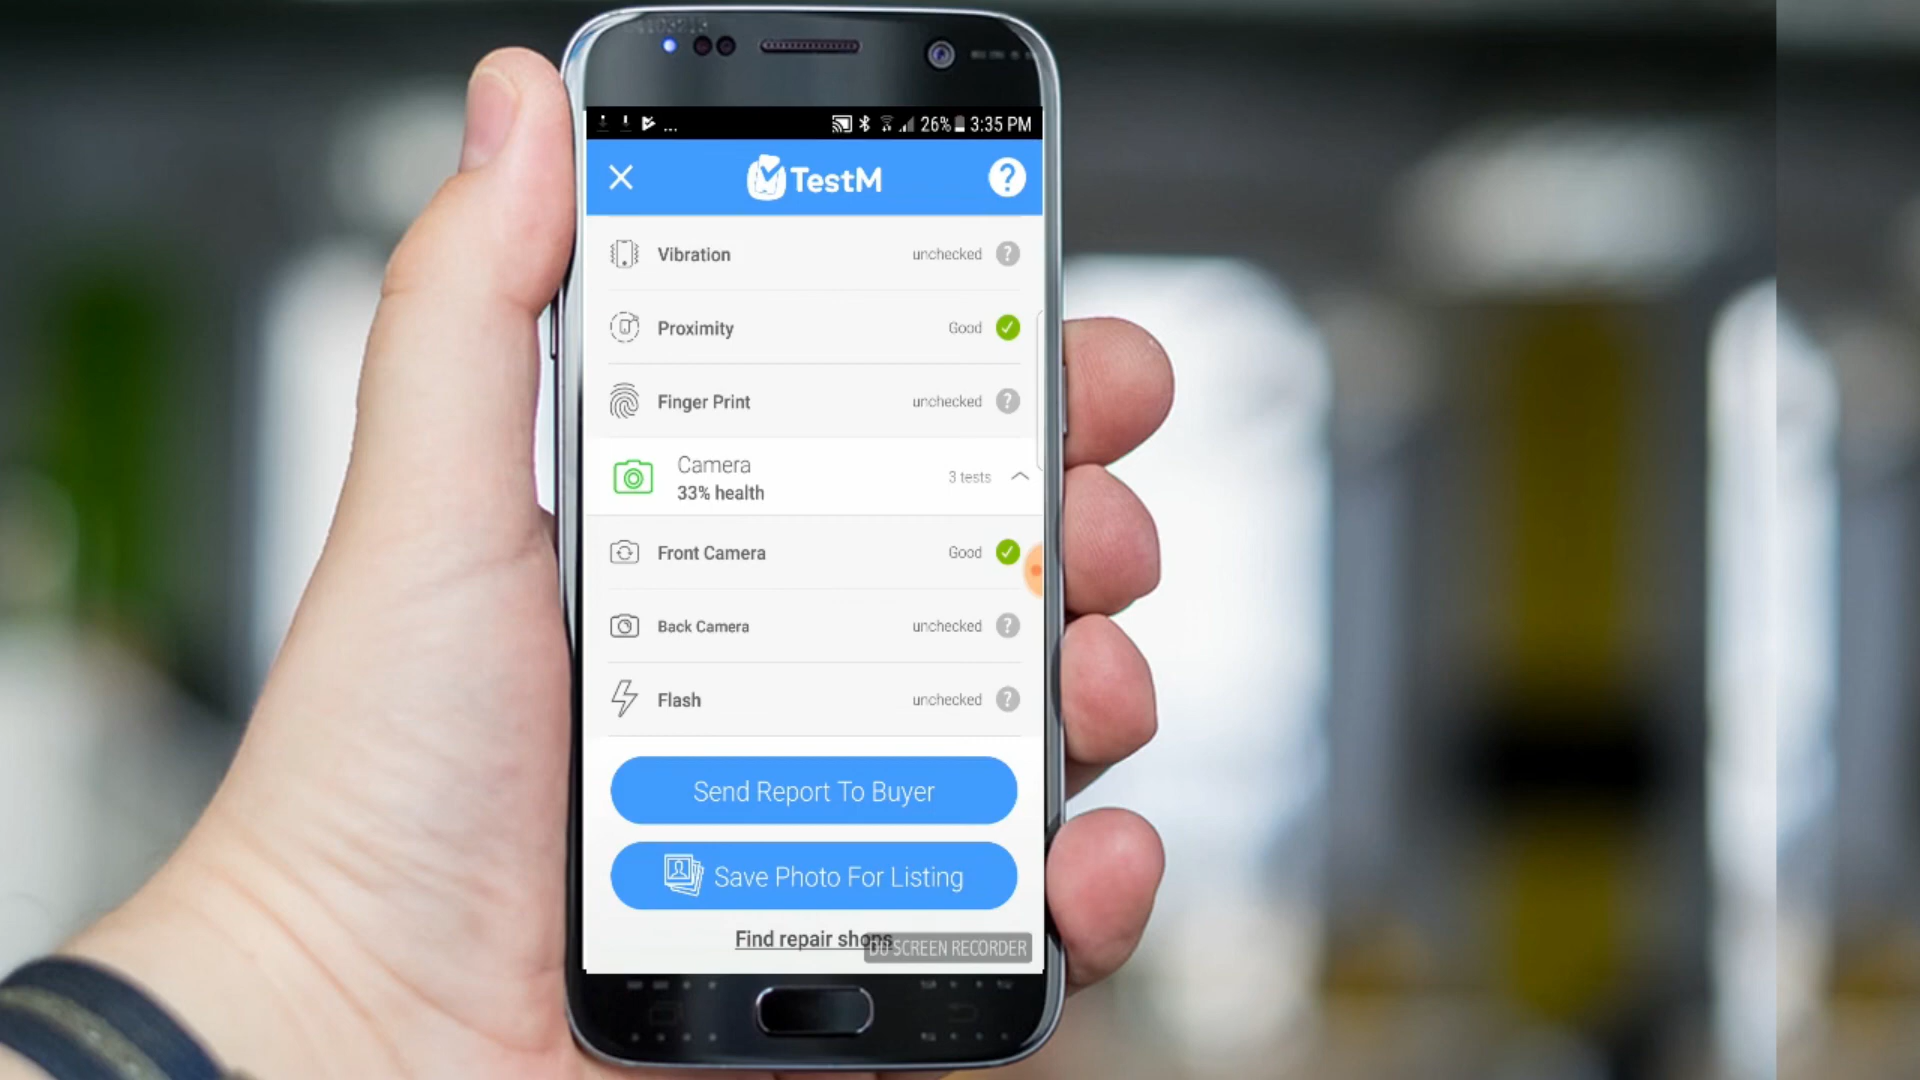 ... 26% 3:35 PM
TestM ?
Vibration unchecked ?
Proximity Good
Finger Print unchecked ?
Camera 3 tests
33% health
Front Camera Good
Back Camera unchecked ?
Flash unchecked ?
Send Report To Buyer
Save Photo For Listing
Find repair shops
DU SCREEN RECORDER